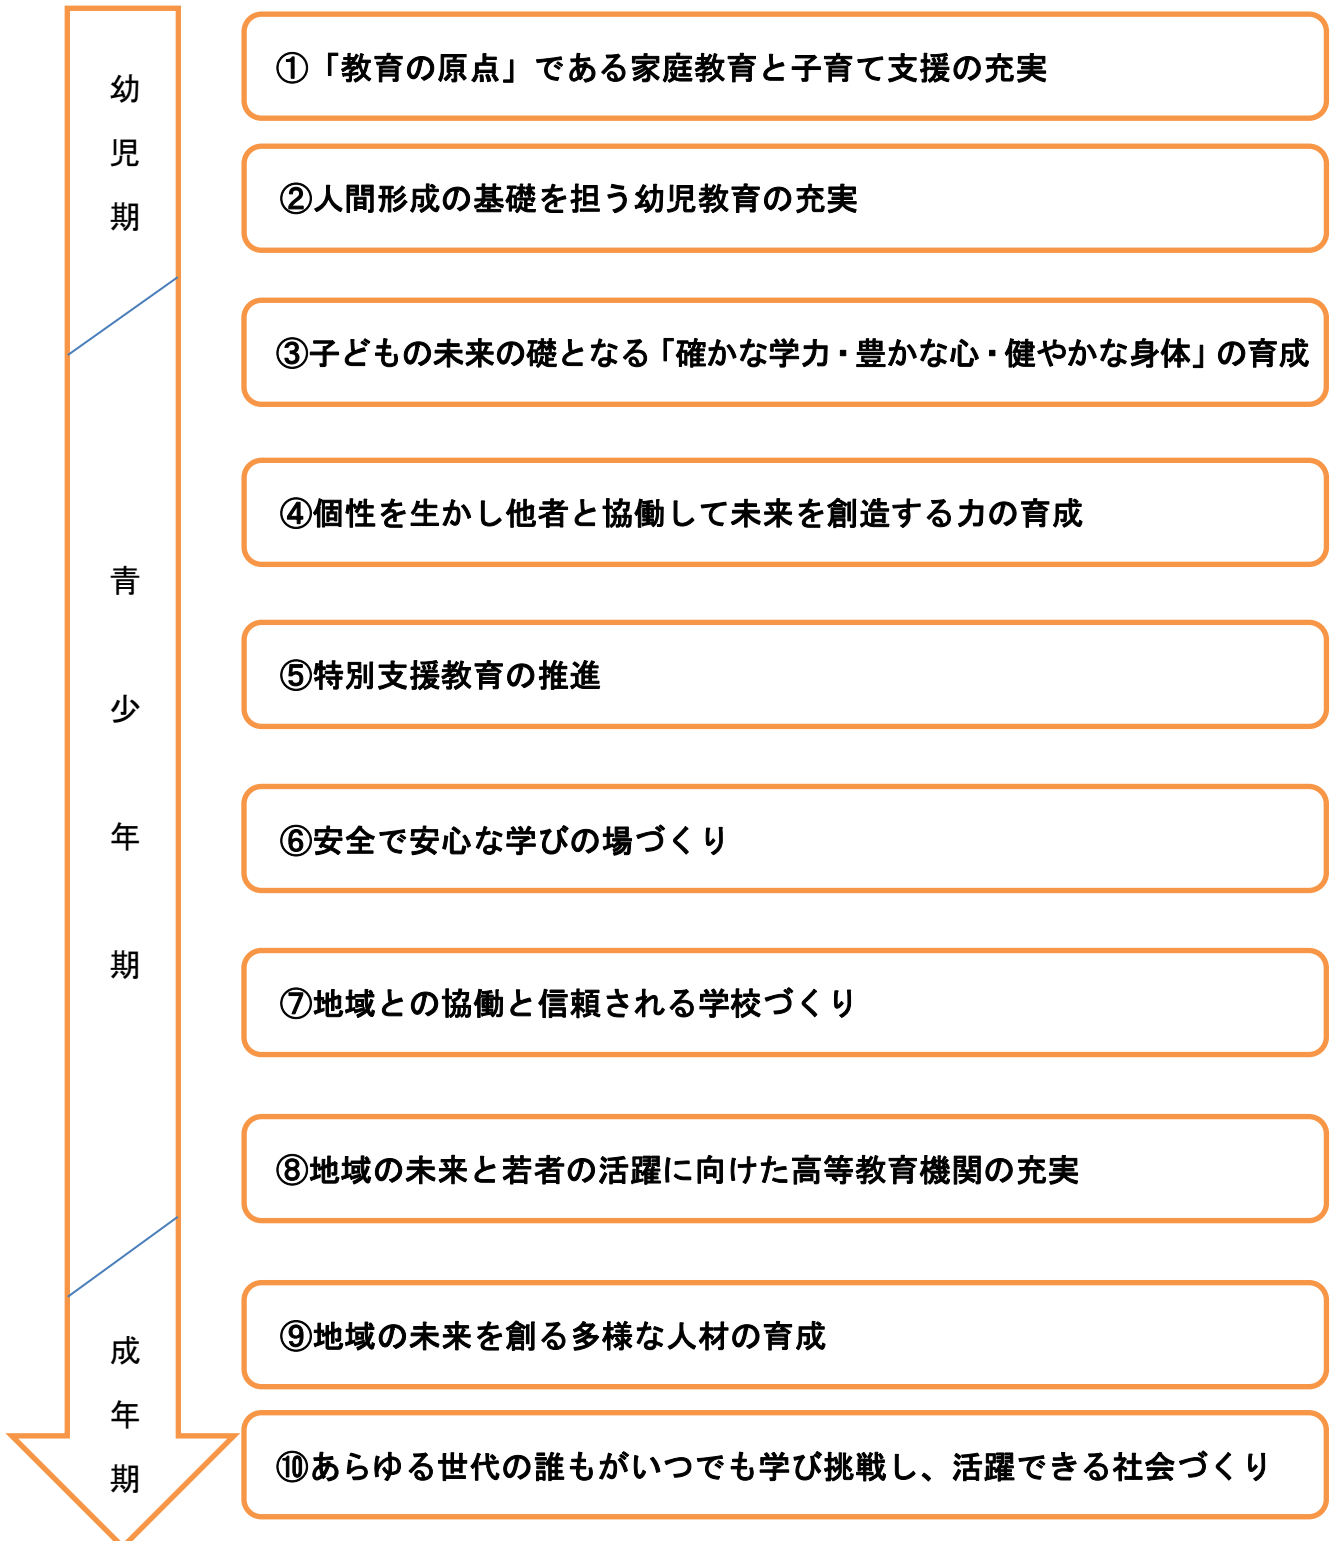 幼児期
①「教育の原点」である家庭教育と子育て支援の充実
②人間形成の基礎を担う幼児教育の充実
青少年期
③子どもの未来の礎となる「確かな学力・豊かな心・健やかな身体」の育成
④個性を生かし他者と協働して未来を創造する力の育成
⑤特別支援教育の推進
⑥安全で安心な学びの場づくり
⑦地域との協働と信頼される学校づくり
⑧地域の未来と若者の活躍に向けた高等教育機関の充実
成年期
⑨地域の未来を創る多様な人材の育成
⑩あらゆる世代の誰もがいつでも学び挑戦し、活躍できる社会づくり